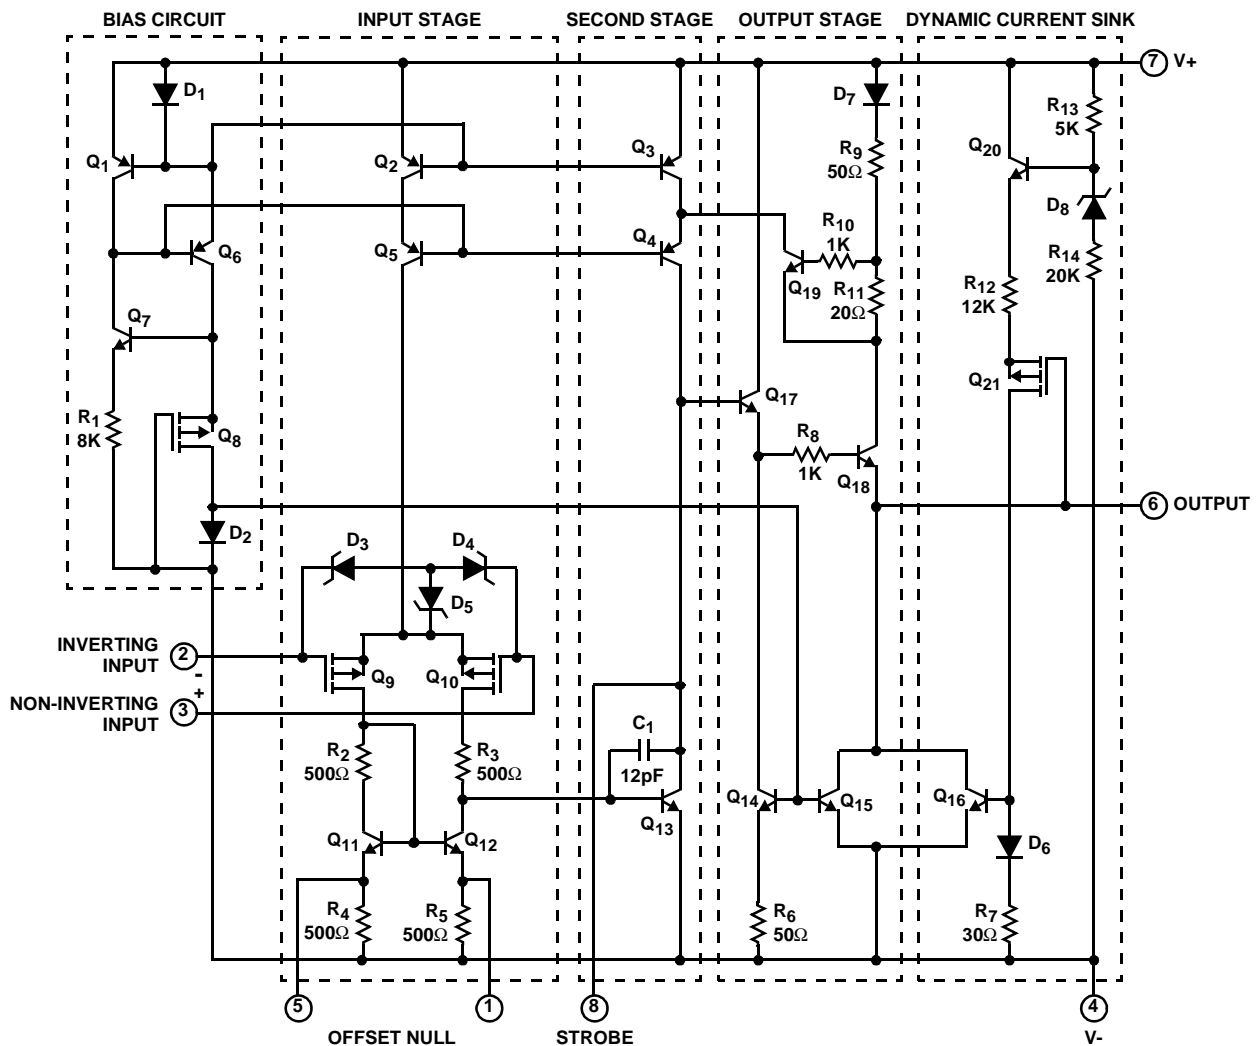 BIAS CIRCUIT
INPUT STAGE
SECOND STAGE
OUTPUT STAGE
DYNAMIC CURRENT SINK
7 V+
D1
D7
R13
5K
Q1
Q2
Q3
R9
50Ω
Q20
Q6
Q5
Q4
R10
1K
D8
Q19
R11
20Ω
R14
20K
R12
12K
Q7
Q21
R1
8K
Q8
Q17
R8
1K
Q18
6 OUTPUT
D2
D3
D4
D5
INVERTING
INPUT
2
-
Q9
Q10
+
NON-INVERTING
INPUT
3
R2
500Ω
R3
500Ω
C1
12pF
Q13
Q14
Q15
Q16
Q11
Q12
D6
R4
500Ω
R5
500Ω
R6
50Ω
R7
30Ω
5
1
8
4
OFFSET NULL
STROBE
V-